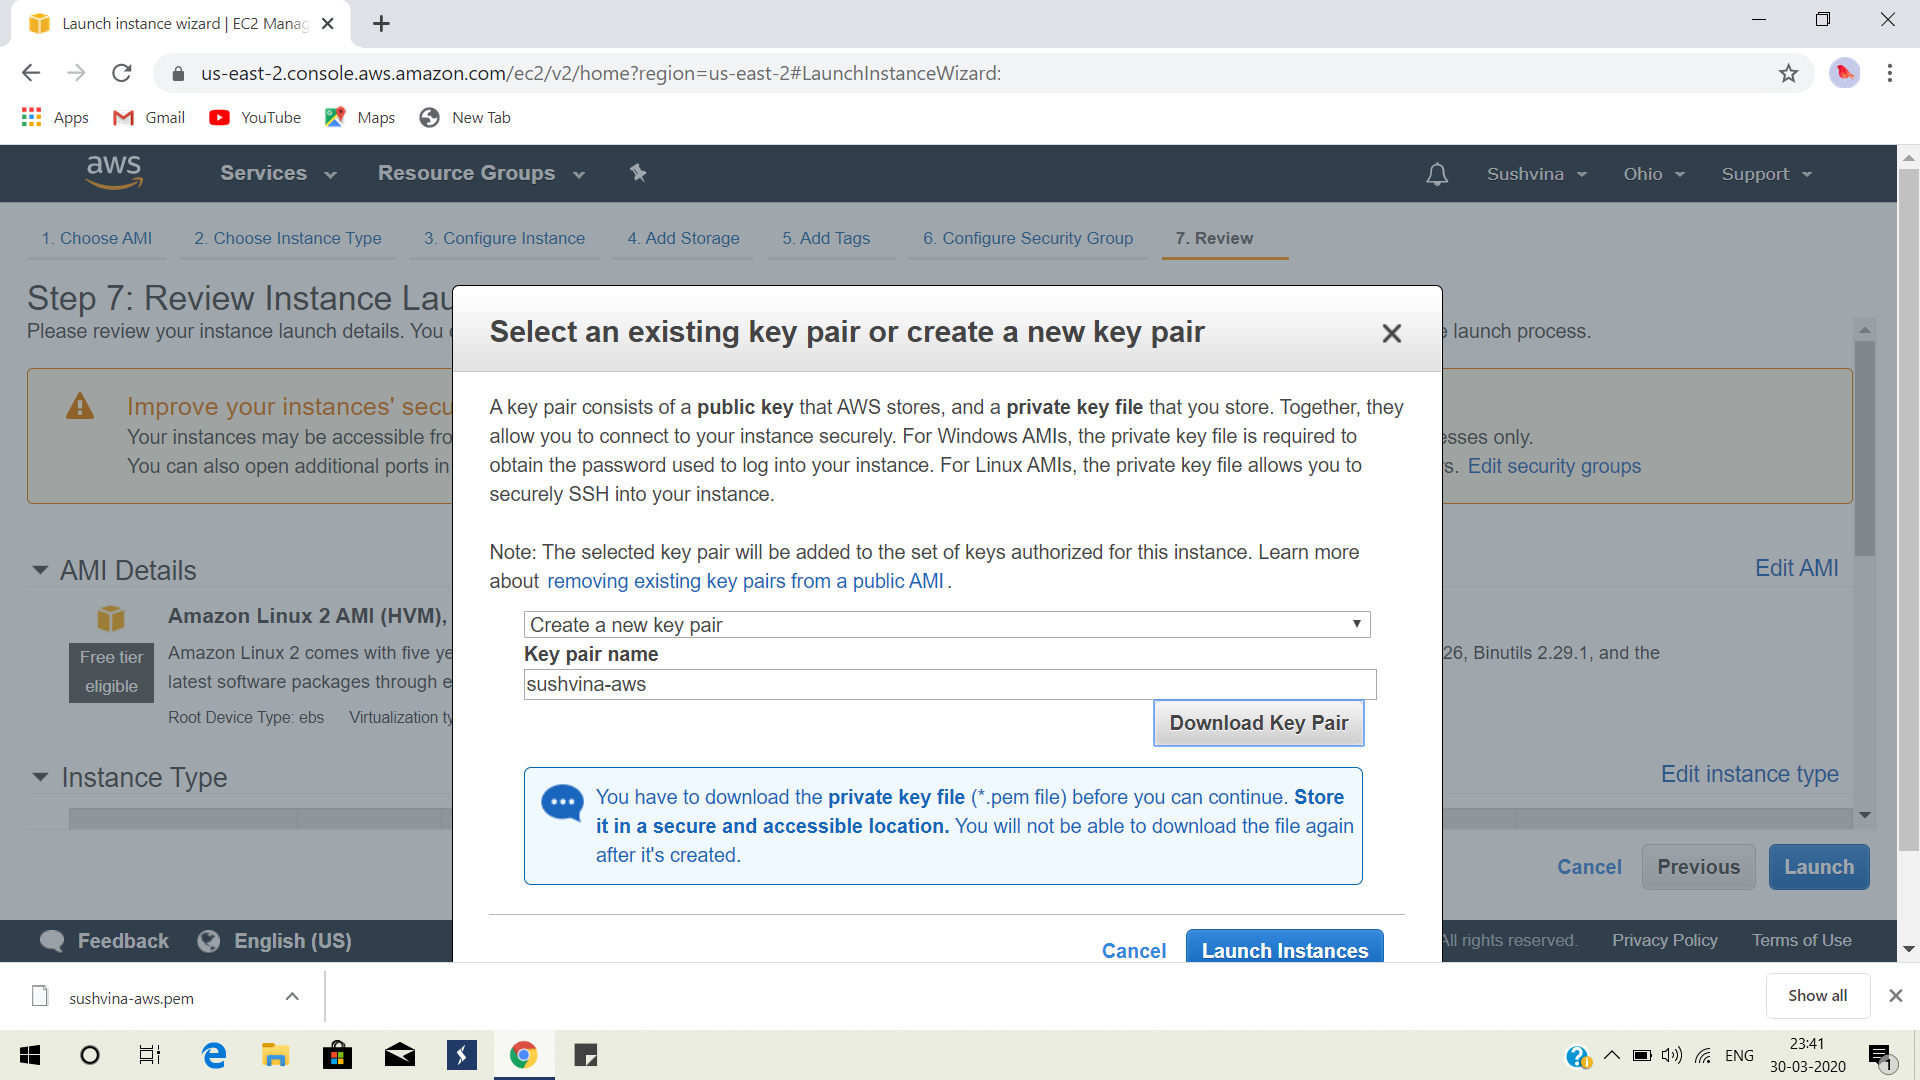 Launch instance wizard | EC2 Manag
us-east-2.console.aws.amazon.com/ec2/v2/home?region=us-east-2#LaunchInstanceWizard:
Apps Gmail YouTube Maps New Tab
aws Services Resource Groups Sushvina Ohio Support
1. Choose AMI 2. Choose Instance Type 3. Configure Instance 4. Add Storage 5. Add Tags 6. Configure Security Group 7. Review
Step 7: Review Instance Lau
Please review your instance launch details. You launch process.
Improve your instances' secu
Your instances may be accessible fro esses only.
You can also open additional ports in s. Edit security groups
AMI Details Edit AMI
Amazon Linux 2 AMI (HVM),
Free tier
eligible
Amazon Linux 2 comes with five ye 26, Binutils 2.29.1, and the
latest software packages through e
Root Device Type: ebs Virtualization ty
Instance Type Edit instance type
Cancel Previous Launch
Select an existing key pair or create a new key pair
A key pair consists of a public key that AWS stores, and a private key file that you store. Together, they
allow you to connect to your instance securely. For Windows AMIs, the private key file is required to
obtain the password used to log into your instance. For Linux AMIs, the private key file allows you to
securely SSH into your instance.
Note: The selected key pair will be added to the set of keys authorized for this instance. Learn more
about removing existing key pairs from a public AMI .
Create a new key pair
Key pair name
sushvina-aws
Download Key Pair
You have to download the private key file (*.pem file) before you can continue. Store
it in a secure and accessible location. You will not be able to download the file again
after it's created.
Cancel Launch Instances
Feedback English (US) All rights reserved. Privacy Policy Terms of Use
sushvina-aws.pem Show all
ENG
23:41
30-03-2020
1